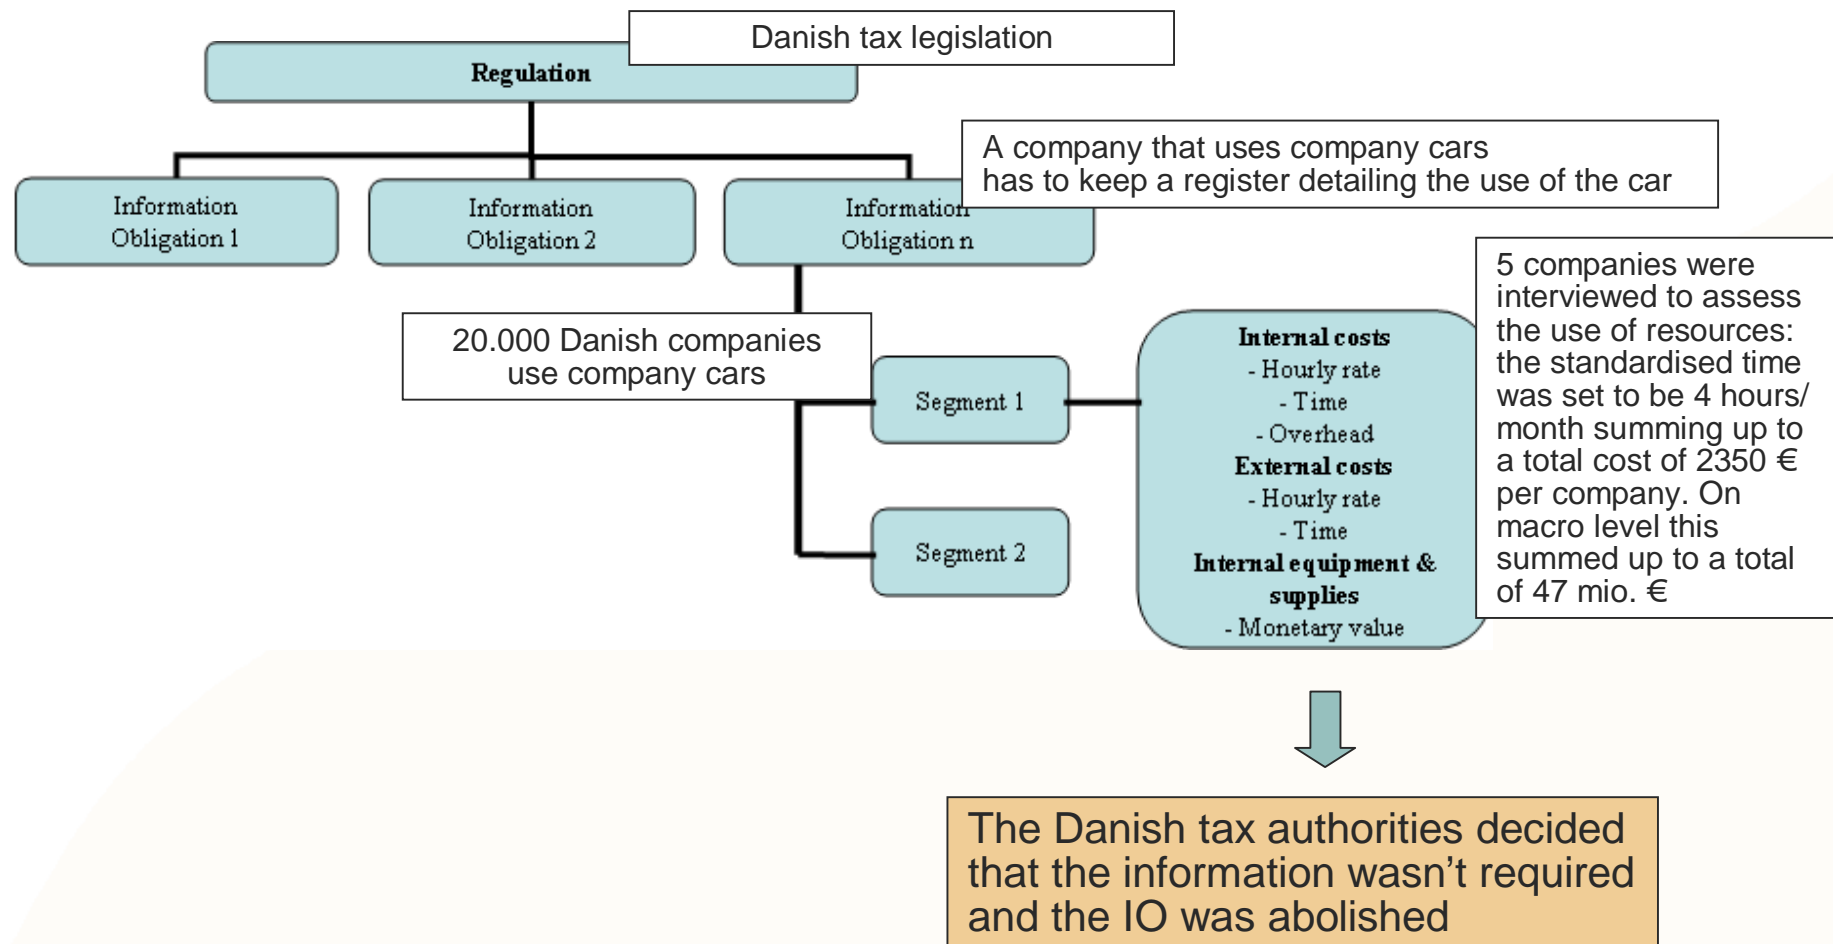 Danish tax legislation
Regulation
A company that uses company cars
has to keep a register detailing the use of the car
Information
Obligation 1
Information
Obligation 2
Information
Obligation n
20.000 Danish companies
use company cars
Segment 1
Segment 2
Internal costs
- Hourly rate
- Time
- Overhead
External costs
- Hourly rate
- Time
Internal equipment &
supplies
- Monetary value
5 companies were
interviewed to assess
the use of resources:
the standardised time
was set to be 4 hours/
month summing up to
a total cost of 2350 €
per company. On
macro level this
summed up to a total
of 47 mio. €
The Danish tax authorities decided
that the information wasn't required
and the IO was abolished